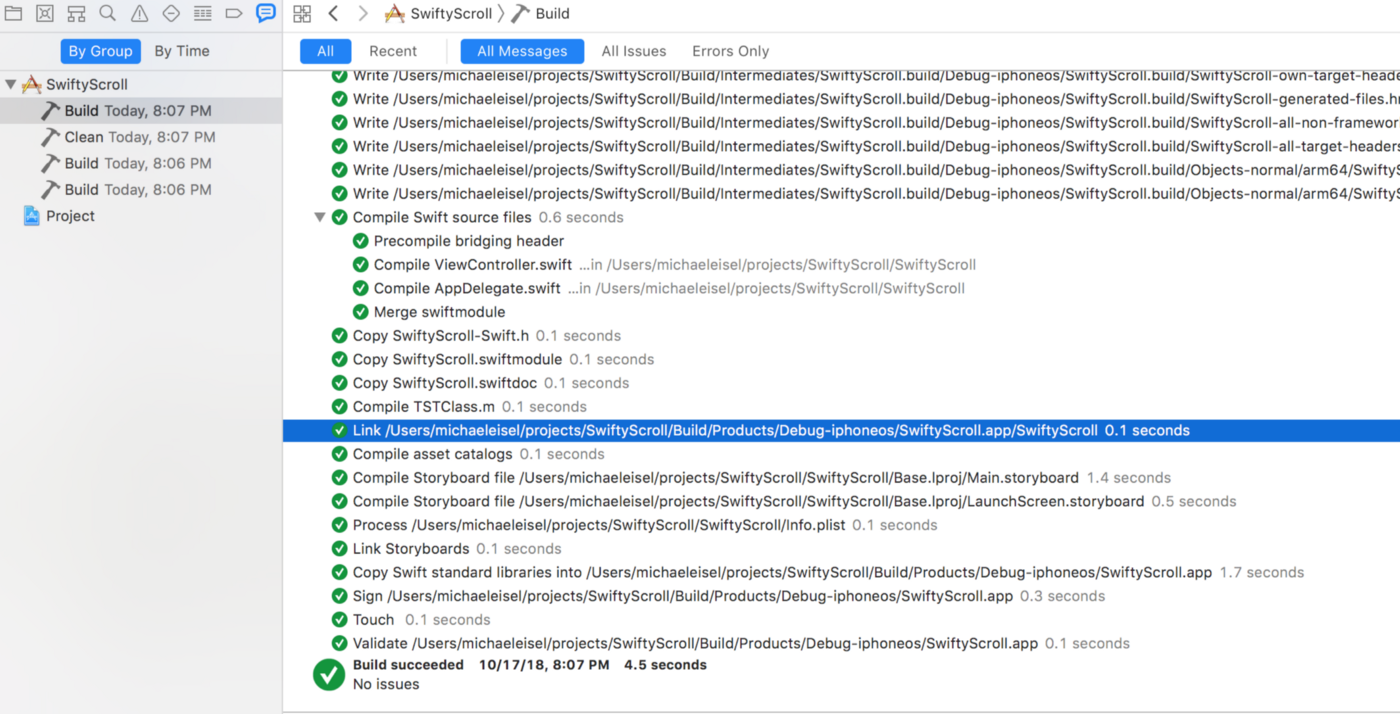 SwiftyScroll 〉 Build
By Group By Time
All Recent All Messages All Issues Errors Only
SwiftyScroll
Build Today, 8:07 PM
Clean Today, 8:07 PM
Build Today, 8:06 PM
Build Today, 8:06 PM
Project
Write /Users/michaeleisel/projects/SwiftyScroll/Build/Intermediates/SwiftyScroll.build/Debug-iphoneos/SwiftyScroll.build/SwiftyScroll-own-target-heade
Write /Users/michaeleisel/projects/SwiftyScroll/Build/Intermediates/SwiftyScroll.build/Debug-iphoneos/SwiftyScroll.build/SwiftyScroll-generated-files.h
Write /Users/michaeleisel/projects/SwiftyScroll/Build/Intermediates/SwiftyScroll.build/Debug-iphoneos/SwiftyScroll.build/SwiftyScroll-all-non-framewor
Write /Users/michaeleisel/projects/SwiftyScroll/Build/Intermediates/SwiftyScroll.build/Debug-iphoneos/SwiftyScroll.build/SwiftyScroll-all-target-headers
Write /Users/michaeleisel/projects/SwiftyScroll/Build/Intermediates/SwiftyScroll.build/Debug-iphoneos/SwiftyScroll.build/Objects-normal/arm64/SwiftyS
Write /Users/michaeleisel/projects/SwiftyScroll/Build/Intermediates/SwiftyScroll.build/Debug-iphoneos/SwiftyScroll.build/Objects-normal/arm64/SwiftyS
Compile Swift source files 0.6 seconds
Precompile bridging header
Compile ViewController.swift ...in /Users/michaeleisel/projects/SwiftyScroll/SwiftyScroll
Compile AppDelegate.swift ...in /Users/michaeleisel/projects/SwiftyScroll/SwiftyScroll
Merge swiftmodule
Copy SwiftyScroll-Swift.h 0.1 seconds
Copy SwiftyScroll.swiftmodule 0.1 seconds
Copy SwiftyScroll.swiftdoc 0.1 seconds
Compile TSTClass.m 0.1 seconds
Link /Users/michaeleisel/projects/SwiftyScroll/Build/Products/Debug-iphoneos/SwiftyScroll.app/SwiftyScroll 0.1 seconds
Compile asset catalogs 0.1 seconds
Compile Storyboard file /Users/michaeleisel/projects/SwiftyScroll/SwiftyScroll/Base.lproj/Main.storyboard 1.4 seconds
Compile Storyboard file /Users/michaeleisel/projects/SwiftyScroll/SwiftyScroll/Base.lproj/LaunchScreen.storyboard 0.5 seconds
Process /Users/michaeleisel/projects/SwiftyScroll/SwiftyScroll/Info.plist 0.1 seconds
Link Storyboards 0.1 seconds
Copy Swift standard libraries into /Users/michaeleisel/projects/SwiftyScroll/Build/Products/Debug-iphoneos/SwiftyScroll.app 1.7 seconds
Sign /Users/michaeleisel/projects/SwiftyScroll/Build/Products/Debug-iphoneos/SwiftyScroll.app 0.3 seconds
Touch 0.1 seconds
Validate /Users/michaeleisel/projects/SwiftyScroll/Build/Products/Debug-iphoneos/SwiftyScroll.app 0.1 seconds
Build succeeded 10/17/18, 8:07 PM 4.5 seconds
No issues